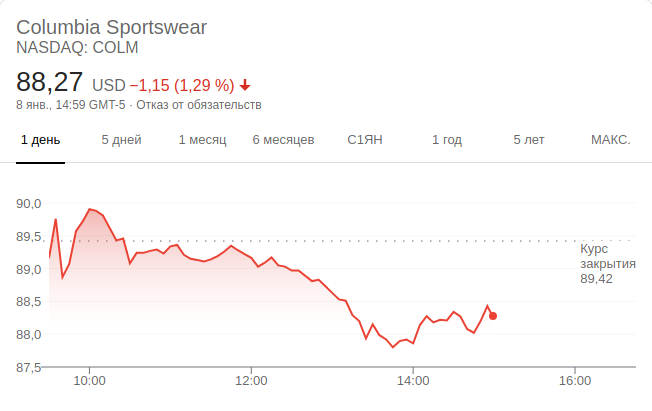 Columbia Sportswear
NASDAQ: COLM
88,27 USD −1,15 (1,29 %)
8 янв., 14:59 GMT-5 · Отказ от обязательств
1 день 5 дней 1 месяц 6 месяцев С1ЯН 1 год 5 лет МАКС.
90,0
89,5
Курс
закрытия
89,42
89,0
88,5
88,0
87,5
10:00 12:00 14:00 16:00